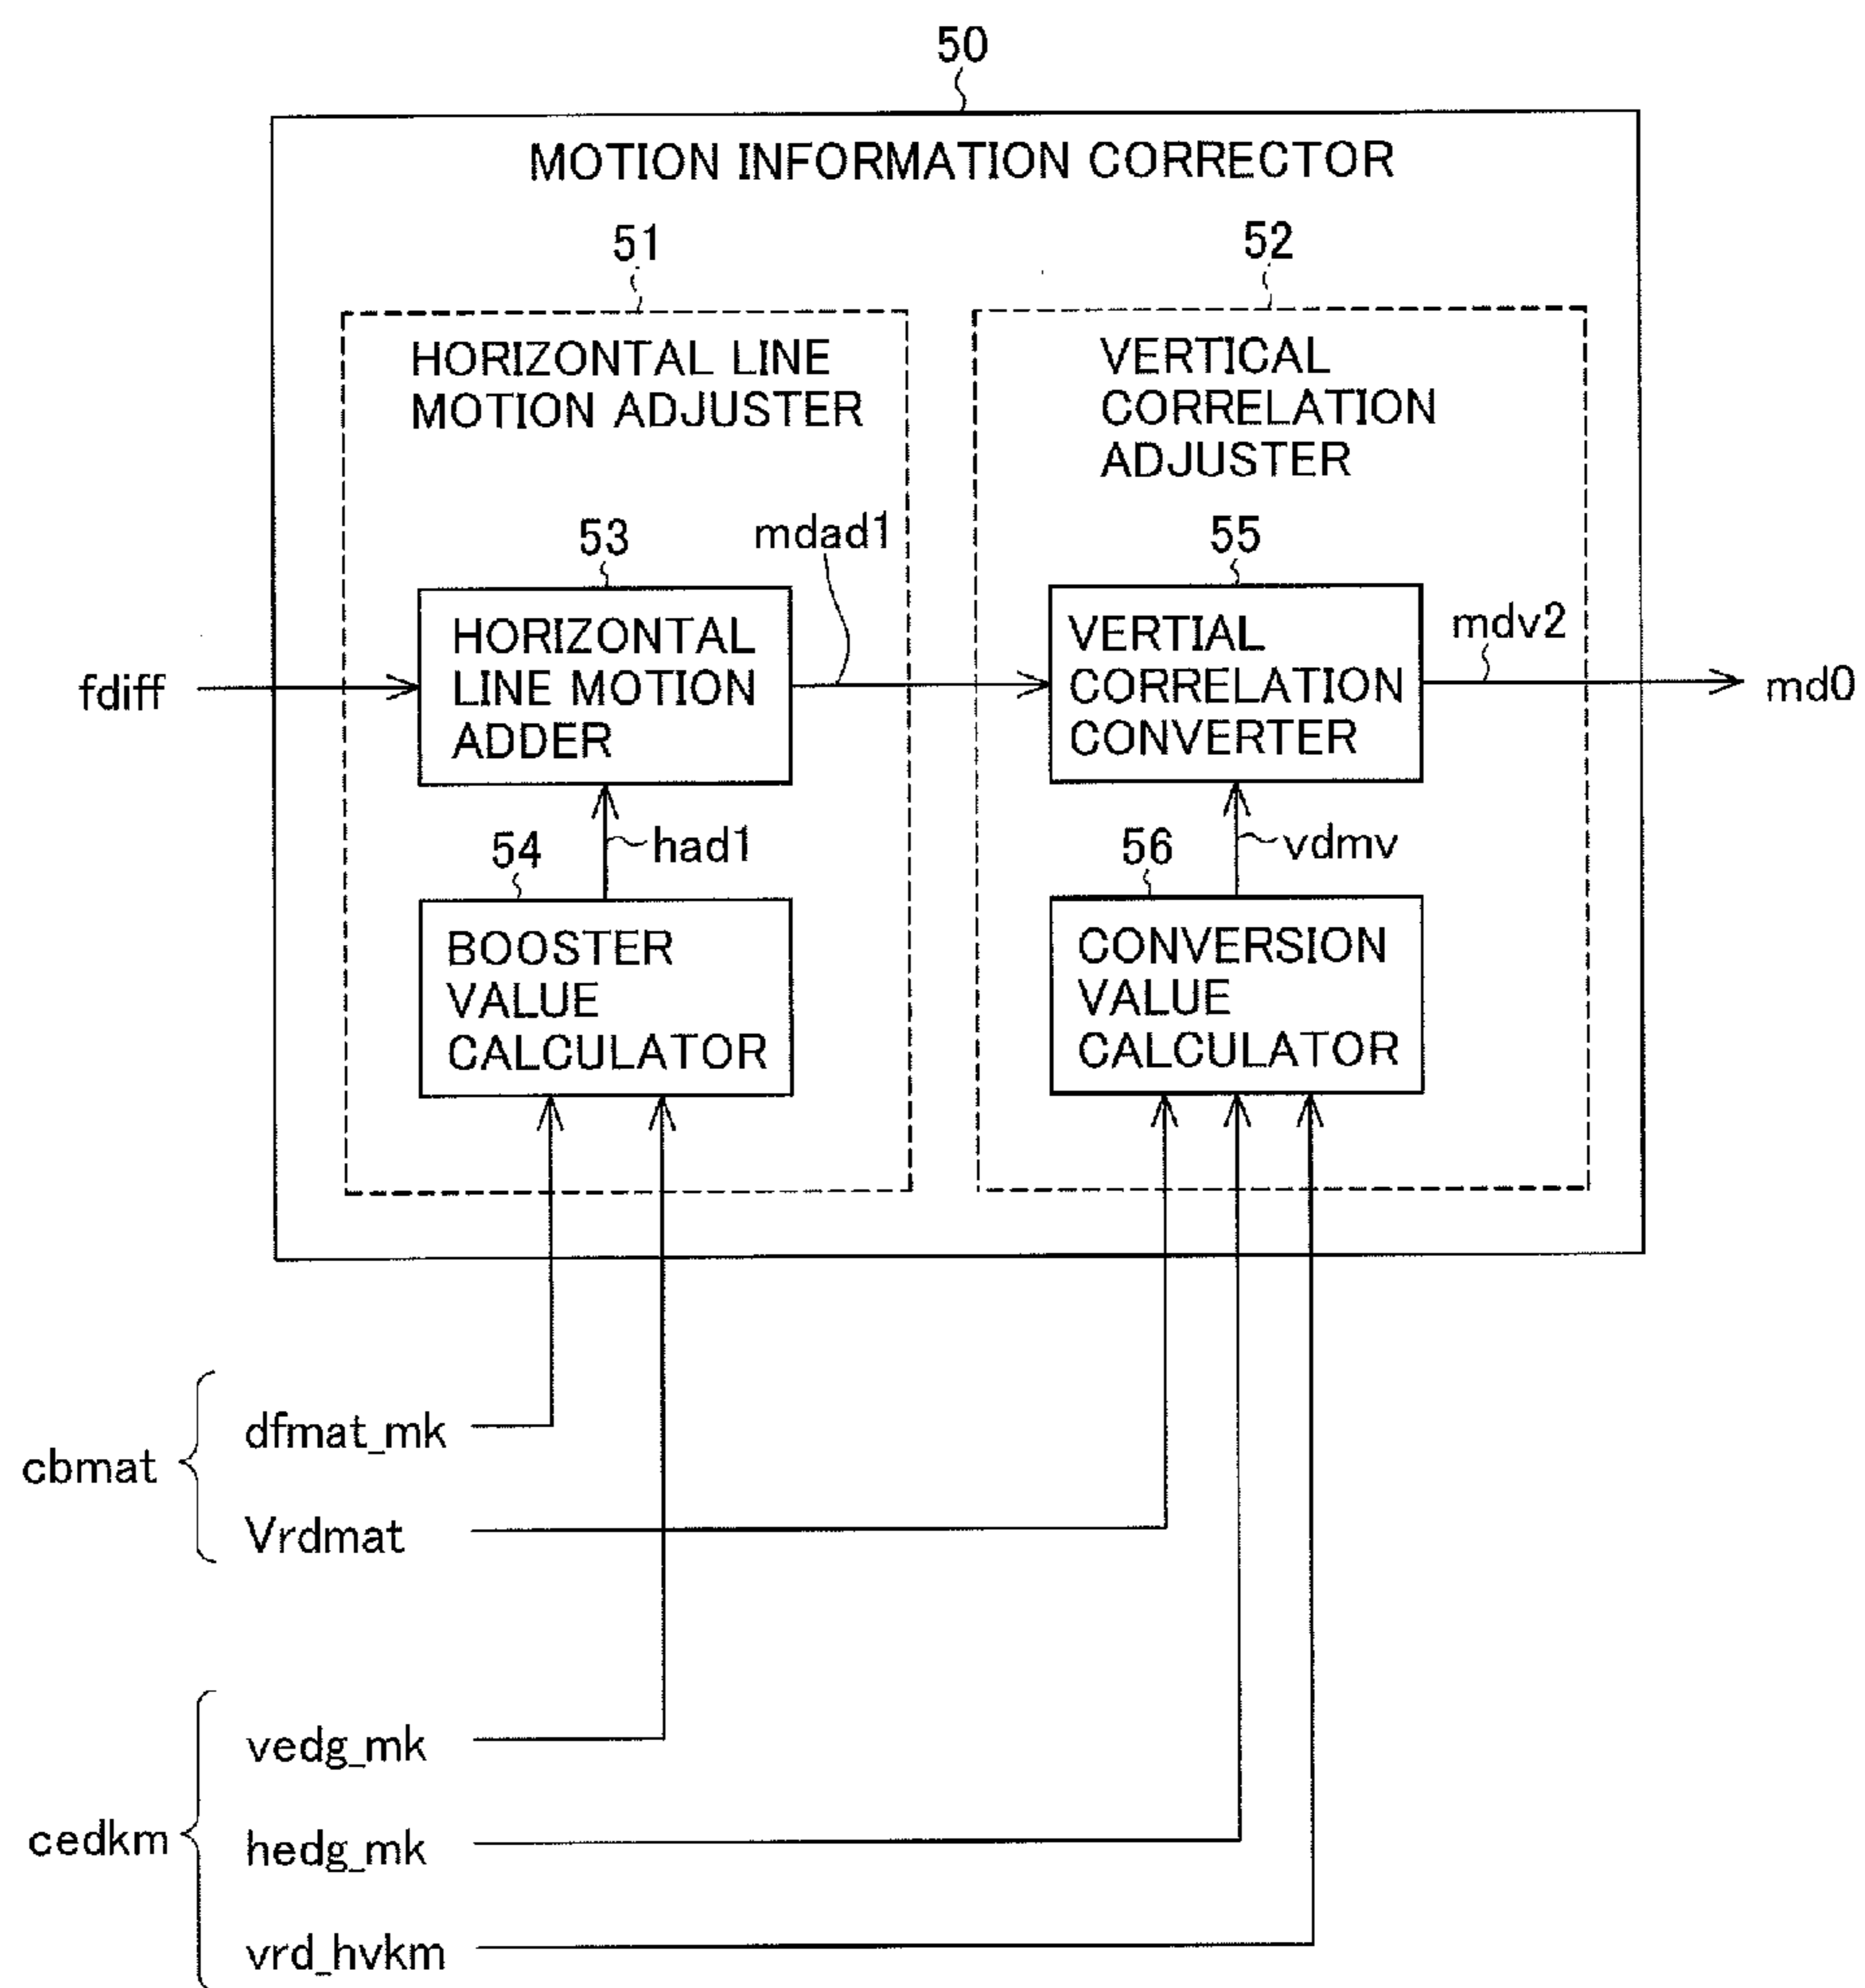 50
MOTION INFORMATION CORRECTOR
51
52
HORIZONTAL LINE
MOTION ADJUSTER
VERTICAL
CORRELATION
ADJUSTER
53
mdad1
55
HORIZONTAL
LINE MOTION
ADDER
VERTIAL
CORRELATION
CONVERTER
mdv2
fdiff
md0
54
had1
56
vdmv
BOOSTER
VALUE
CALCULATOR
CONVERSION
VALUE
CALCULATOR
cbmat
dfmat_mk
Vrdmat
cedkm
vedg_mk
hedg_mk
vrd_hvkm